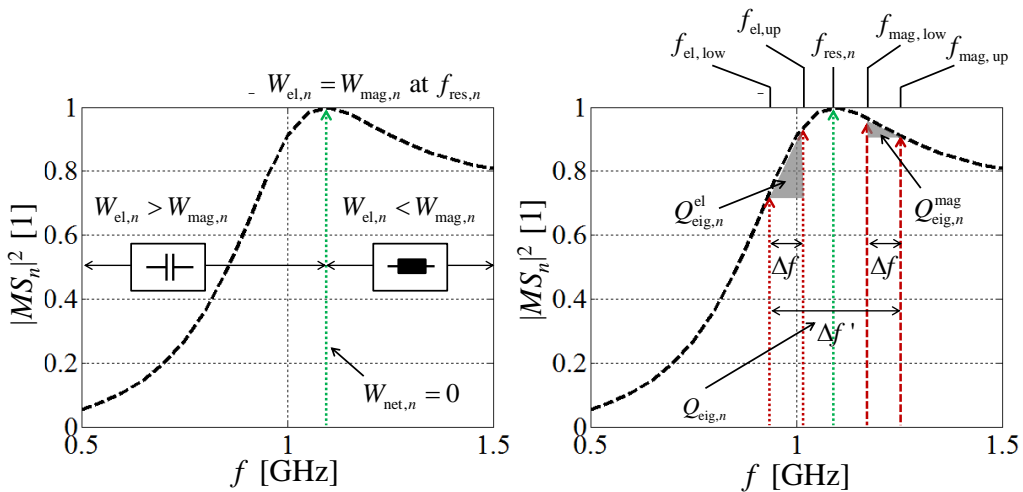 W_el,n = W_mag,n at f_res,n
|MS_n|² [1]
1
0.8
0.6
0.4
0.2
0
W_el,n > W_mag,n
W_el,n < W_mag,n
W_net,n = 0
0.5
1
1.5
f [GHz]
f_el, low
f_el,up
f_res,n
f_mag, low
f_mag, up
|MS_n|² [1]
1
0.8
0.6
0.4
0.2
0
Q^el_eig,n
Q^mag_eig,n
Δf
Δf
Δf '
Q_eig,n
0.5
1
1.5
f [GHz]